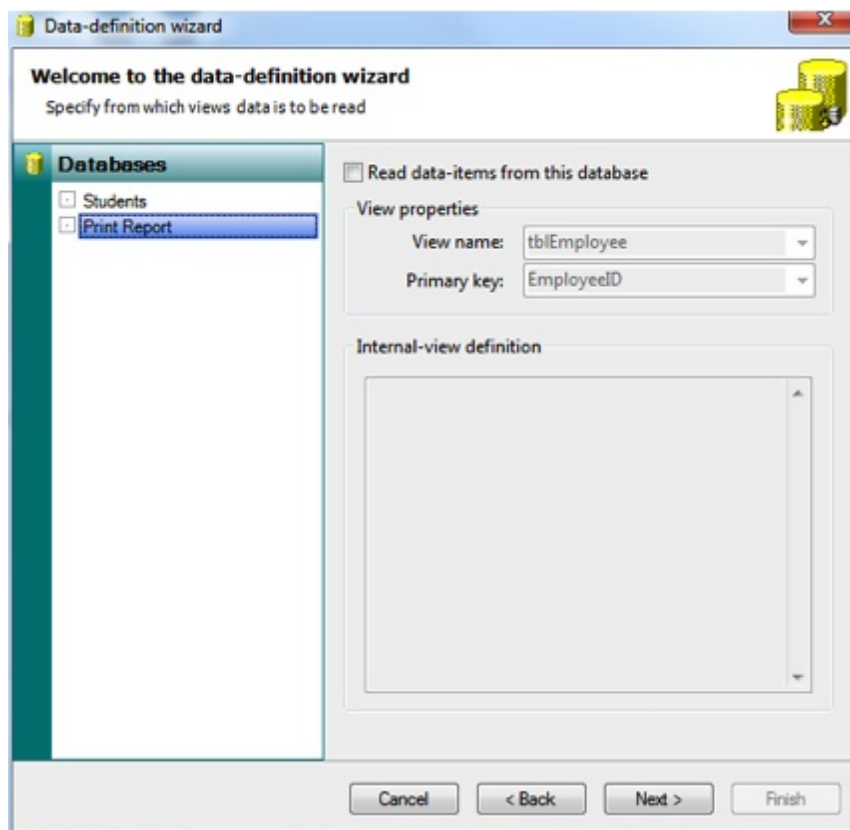 Data-definition wizard
Welcome to the data-definition wizard
Specify from which views data is to be read
Databases
Students
Print Report
Read data-items from this database
View properties
View name: tblEmployee
Primary key: EmployeeID
Internal-view definition
Cancel
< Back
Next >
Finish